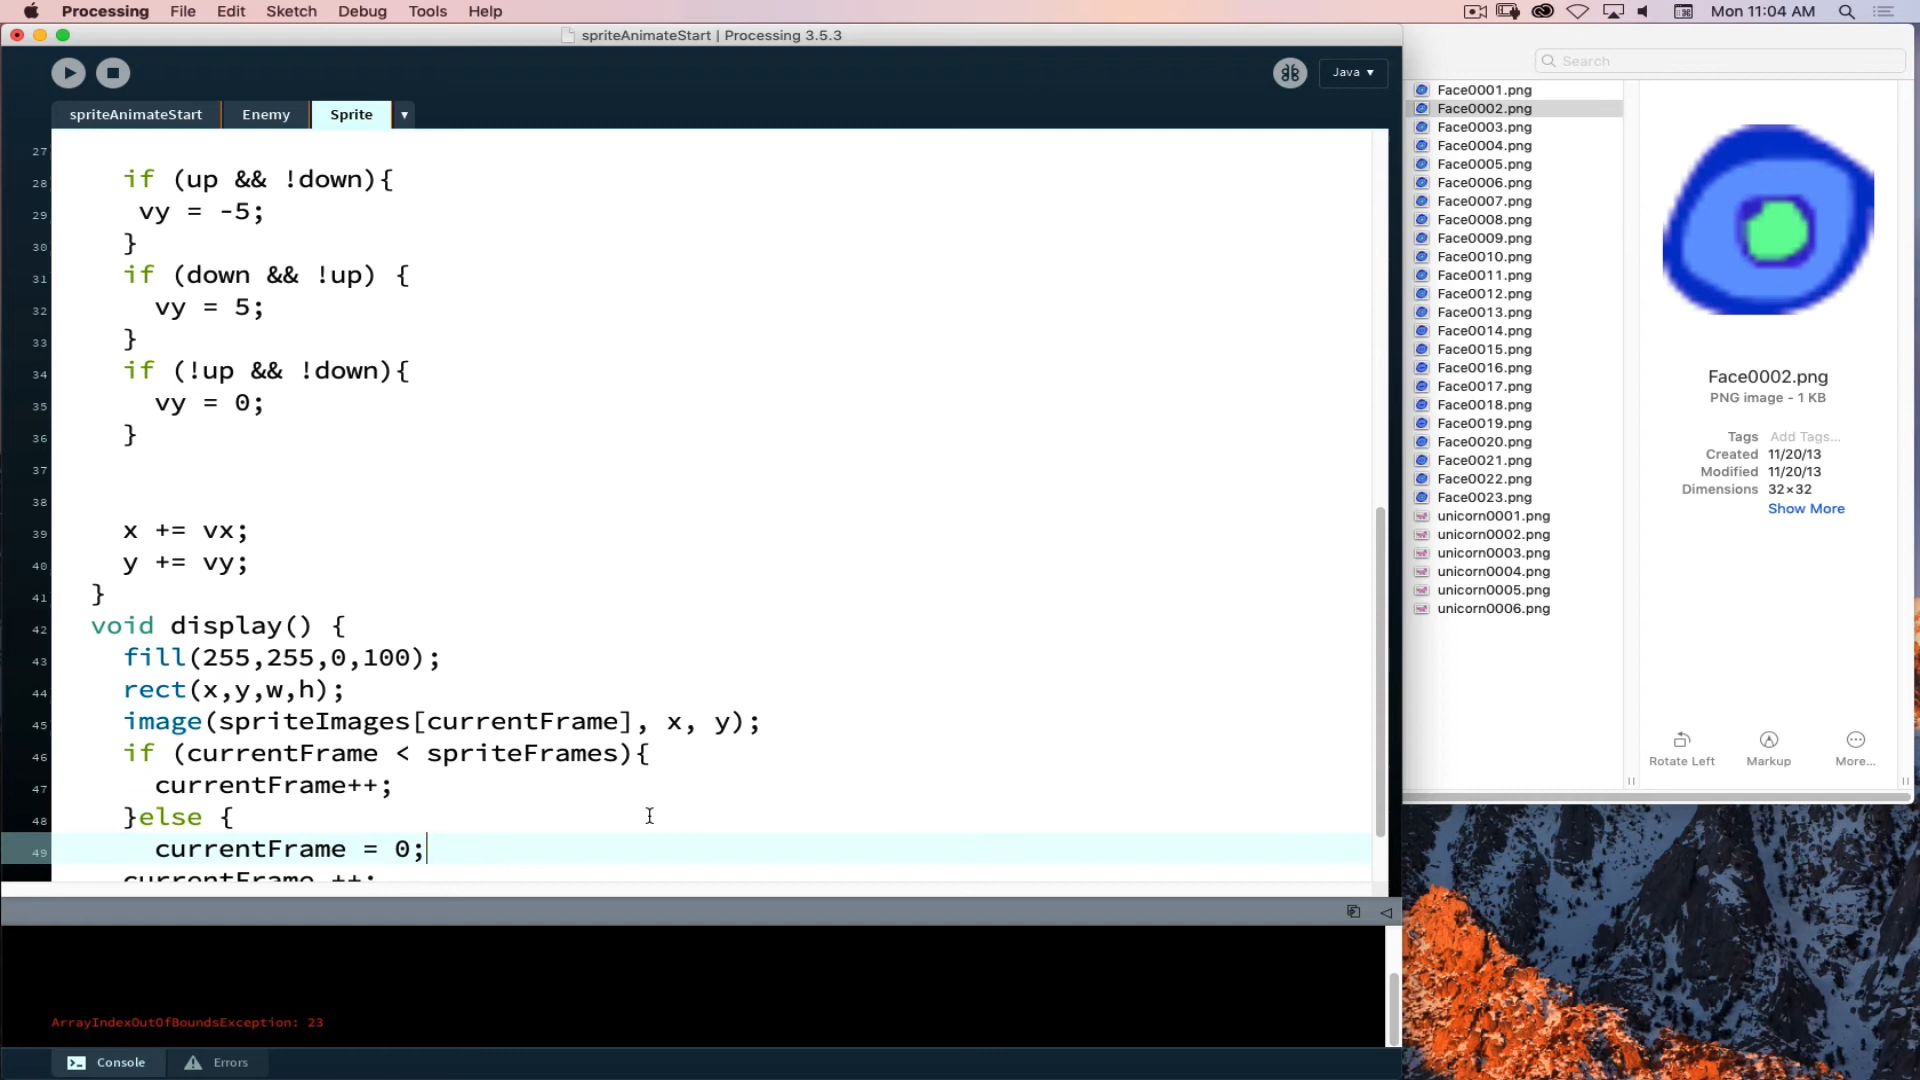 Processing File Edit Sketch Debug Tools Help Mon 11:04 AM
spriteAnimateStart | Processing 3.5.3
Java ▾
spriteAnimateStart Enemy Sprite ▾
27
28 if (up && !down){
29 vy = -5;
30 }
31 if (down && !up) {
32 vy = 5;
33 }
34 if (!up && !down){
35 vy = 0;
36 }
37
38
39 x += vx;
40 y += vy;
41 }
42 void display() {
43 fill(255,255,0,100);
44 rect(x,y,w,h);
45 image(spriteImages[currentFrame], x, y);
46 if (currentFrame < spriteFrames){
47 currentFrame++;
48 }else {
49 currentFrame = 0;
currentFrame ++;
ArrayIndexOutOfBoundsException: 23
Console Errors
Search
Face0001.png
Face0002.png
Face0003.png
Face0004.png
Face0005.png
Face0006.png
Face0007.png
Face0008.png
Face0009.png
Face0010.png
Face0011.png
Face0012.png
Face0013.png
Face0014.png
Face0015.png
Face0016.png
Face0017.png
Face0018.png
Face0019.png
Face0020.png
Face0021.png
Face0022.png
Face0023.png
unicorn0001.png
unicorn0002.png
unicorn0003.png
unicorn0004.png
unicorn0005.png
unicorn0006.png
Face0002.png
PNG image - 1 KB
Tags Add Tags...
Created 11/20/13
Modified 11/20/13
Dimensions 32×32
Show More
Rotate Left Markup More...